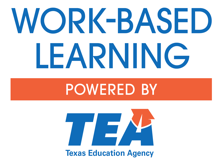 WORK-BASED
LEARNING
POWERED BY
TEA
Texas Education Agency